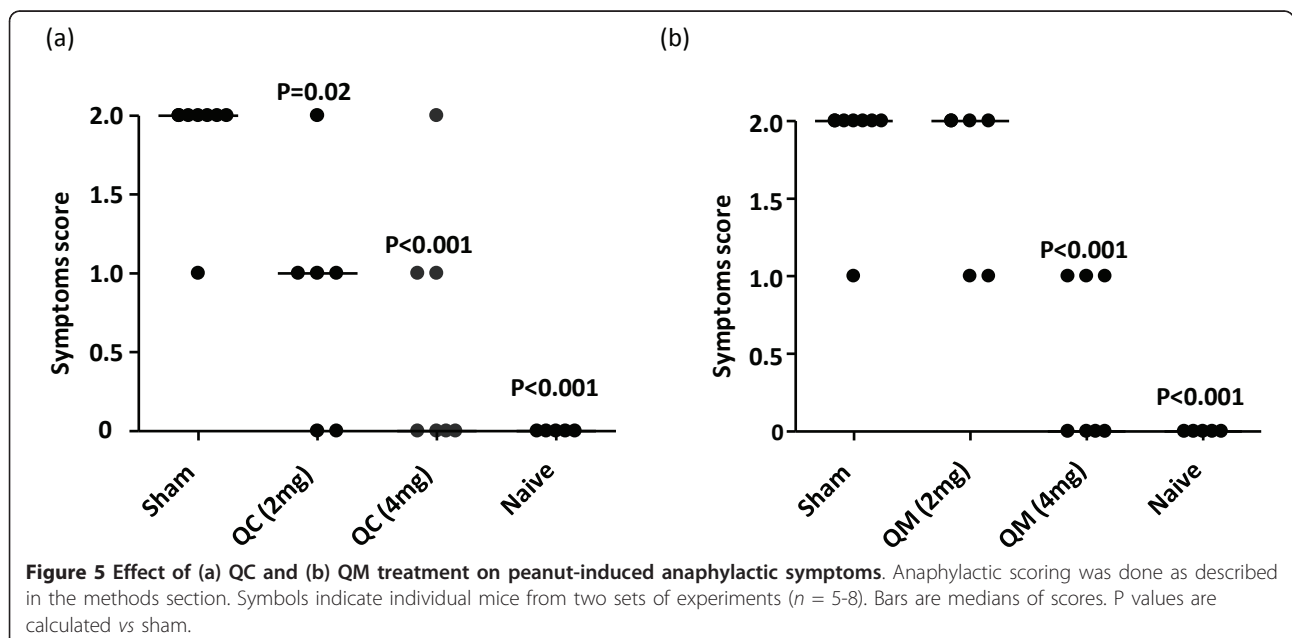 (a)
P=0.02
2.0
1.5
1.0
0.5
0
Symptoms score
P<0.001
P<0.001
Sham
QC (2mg)
QC (4mg)
Naive
(b)
2.0
1.5
1.0
0.5
0
Symptoms score
P<0.001
P<0.001
Sham
QM (2mg)
QM (4mg)
Naive
Figure 5 Effect of (a) QC and (b) QM treatment on peanut-induced anaphylactic symptoms. Anaphylactic scoring was done as described
in the methods section. Symbols indicate individual mice from two sets of experiments (n = 5-8). Bars are medians of scores. P values are
calculated vs sham.